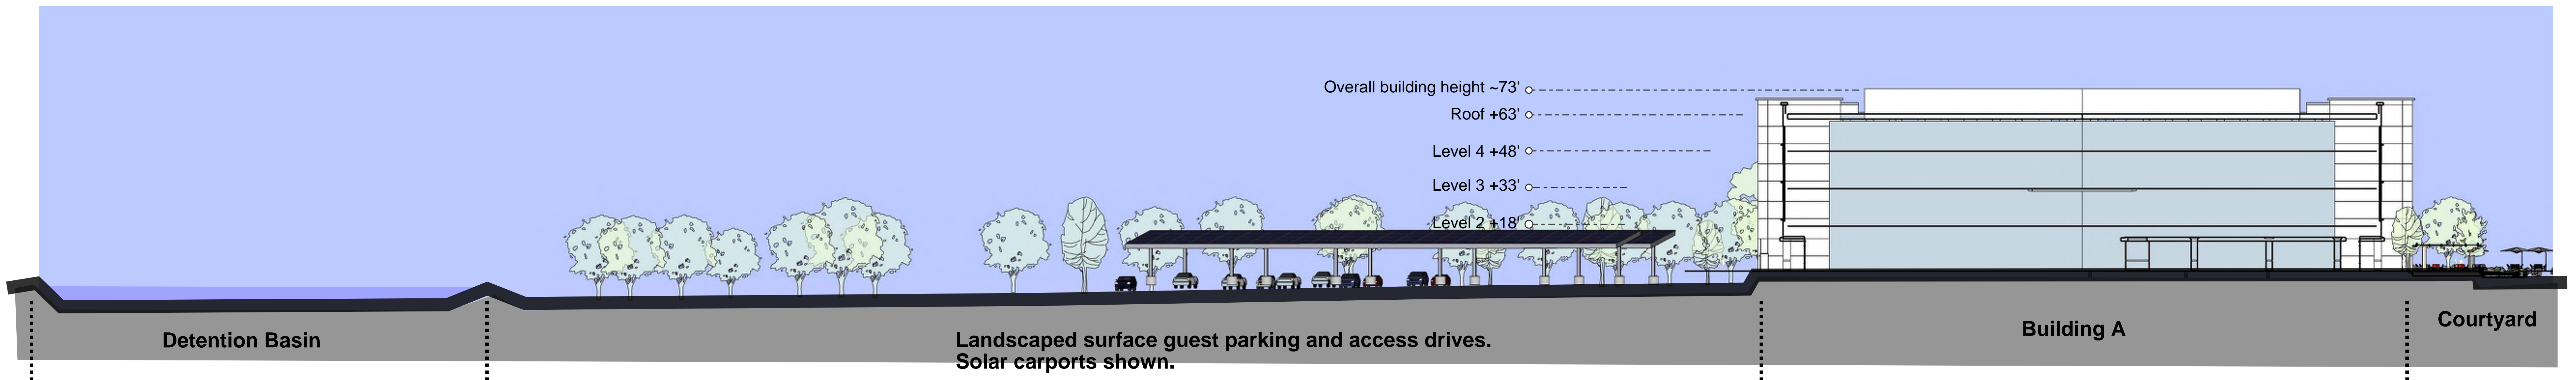 Overall building height ~73'
Roof +63'
Level 4 +48'
Level 3 +33'
Level 2 +18'
Detention Basin
Landscaped surface guest parking and access drives.
Solar carports shown.
Building A
Courtyard